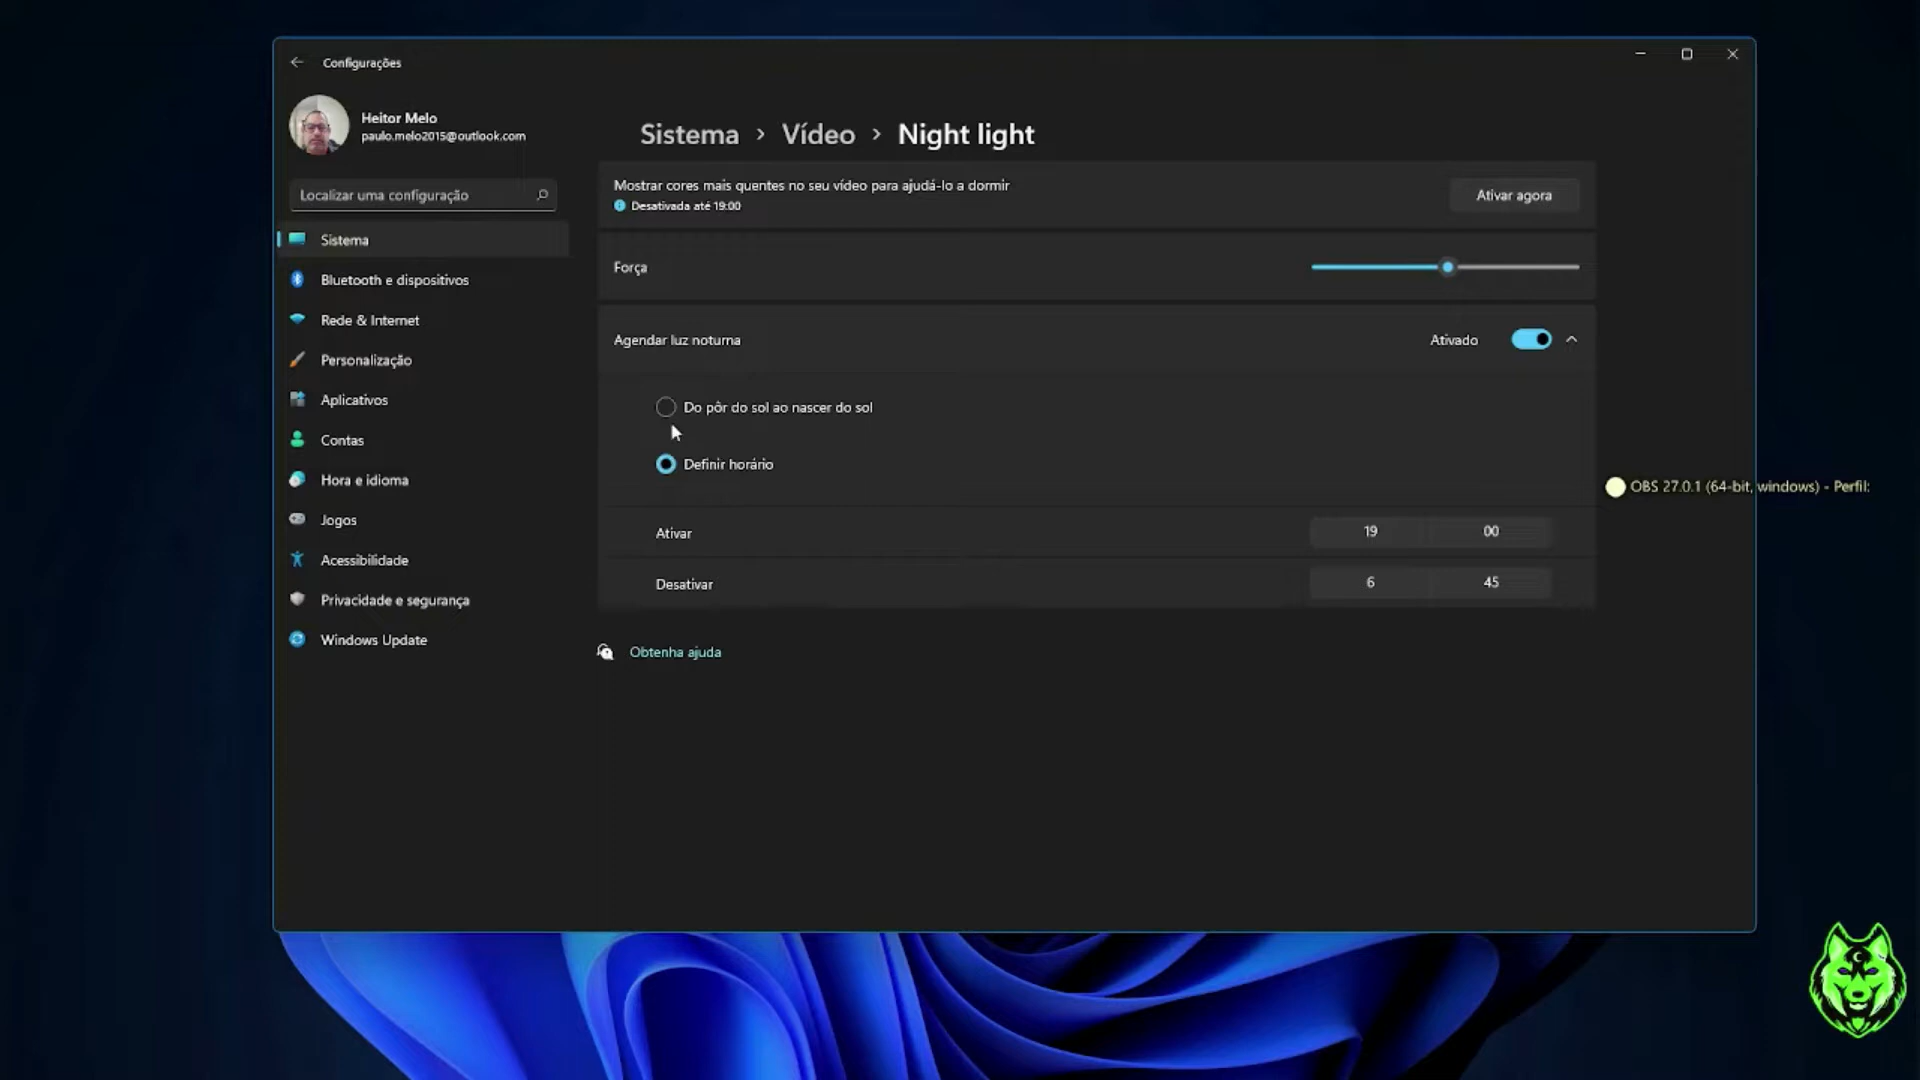 Configurações
Heitor Melo
paulo.melo2015@outlook.com
Localizar uma configuração
Sistema
Bluetooth e dispositivos
Rede & Internet
Personalização
Aplicativos
Contas
Hora e idioma
Jogos
Acessibilidade
Privacidade e segurança
Windows Update
Sistema > Vídeo > Night light
Mostrar cores mais quentes no seu vídeo para ajudá-lo a dormir
Desativada até 19:00
Ativar agora
Força
Agendar luz noturna
Ativado
Do pôr do sol ao nascer do sol
Definir horário
Ativar
19 00
Desativar
6 45
Obtenha ajuda
OBS 27.0.1 (64-bit, windows) - Perfil: